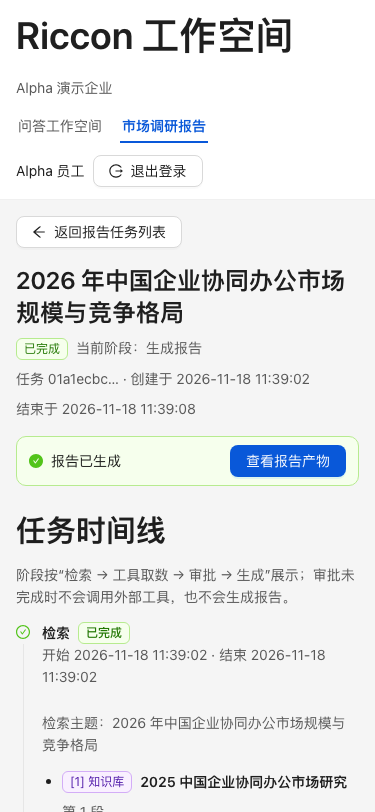 Riccon 工作空间
Alpha 演示企业
问答工作空间 市场调研报告
Alpha 员工 退出登录
返回报告任务列表
2026 年中国企业协同办公市场
规模与竞争格局
已完成 当前阶段：生成报告
任务 01a1ecbc... · 创建于 2026-11-18 11:39:02
结束于 2026-11-18 11:39:08
报告已生成 查看报告产物
任务时间线
阶段按“检索 → 工具取数 → 审批 → 生成”展示；审批未
完成时不会调用外部工具，也不会生成报告。
检索 已完成
开始 2026-11-18 11:39:02 · 结束 2026-11-18
11:39:02
检索主题：2026 年中国企业协同办公市场规模与
竞争格局
[1] 知识库 2025 中国企业协同办公市场研究
第 1 段